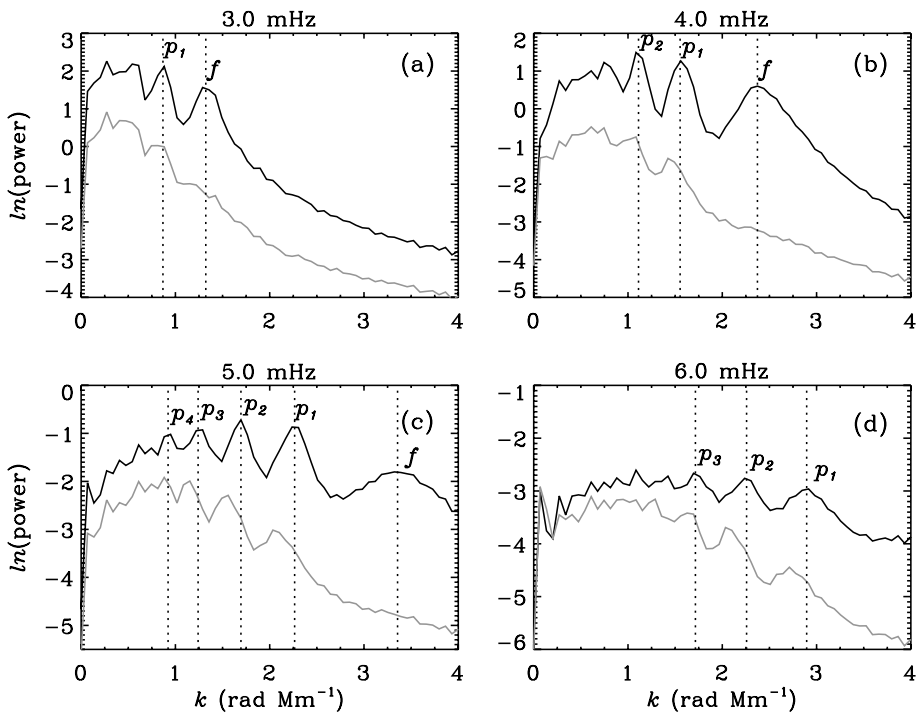 3.0 mHz
4.0 mHz
3
2
1
0
−1
−2
−3
−4
ln(power)
p1
f
(a)
0 1 2 3 4
2
1
0
−1
−2
−3
−4
−5
ln(power)
p2
p1
f
(b)
0 1 2 3 4
5.0 mHz
6.0 mHz
0
−1
−2
−3
−4
−5
ln(power)
p4
p3
p2
p1
f
(c)
0 1 2 3 4
k (rad Mm−1)
−1
−2
−3
−4
−5
−6
p3
p2
p1
(d)
0 1 2 3 4
k (rad Mm−1)